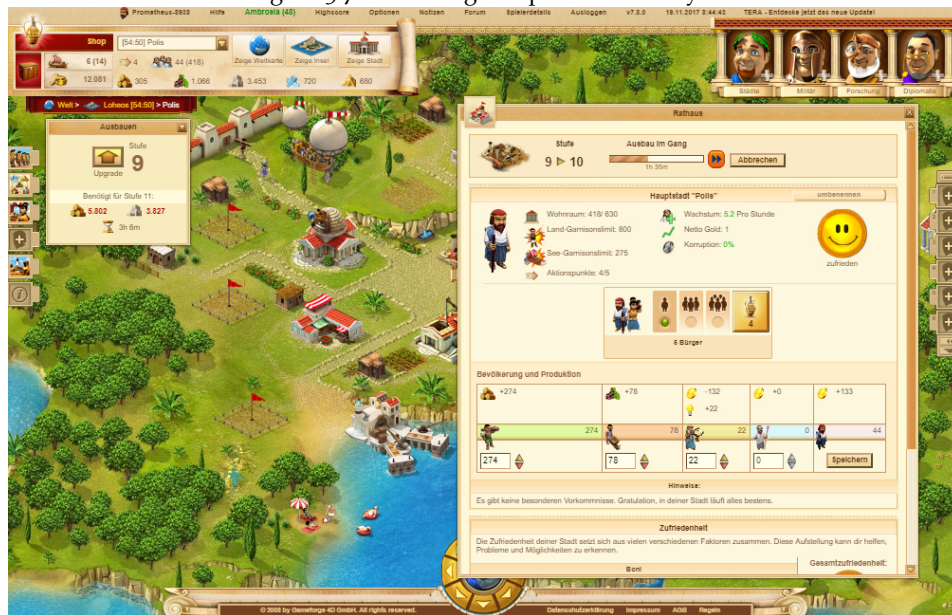 Prometheus-8938 Hilfe Ambrosia (48) Highscore Optionen Notizen Forum Spielerdetails Ausloggen v7.3.0 19.11.2017 3:44:43 TERA - Entdecke jetzt das neue Update!
Shop
[54:50] Polis
6 (14) 4 44 (418)
Zeige Weltkarte Zeige Insel Zeige Stadt
12.081 305 1.066 3.453 720 680
Städte Militär Forschung Diplomatie
Welt > Loheos [54:50] > Polis
Ausbauen
Stufe
9
Upgrade
Benötigt für Stufe 11:
5.802 3.827
3h 6m
Rathaus
Stufe Ausbau im Gang
9 10
1h 35m
Abbrechen
Hauptstadt "Polis"
umbenennen
Wohnraum: 418/ 630
Wachstum: 5.2 Pro Stunde
Land-Garnisonslimit: 800
Netto Gold: 1
Korruption: 0%
See-Garnisonslimit: 275
zufrieden
Aktionspunkte: 4/5
4
5 Bürger
Bevölkerung und Produktion
+274 +78 -132 +0 +133
+22
274 78 22 0 44
274 78 22 0 Speichern
Hinweise:
Es gibt keine besonderen Vorkommnisse. Gratulation, in deiner Stadt läuft alles bestens.
Zufriedenheit
Die Zufriedenheit deiner Stadt setzt sich aus vielen verschiedenen Faktoren zusammen. Diese Aufstellung kann dir helfen,
Probleme und Möglichkeiten zu erkennen.
Boni
Gesamtzufriedenheit:
© 2008 by Gameforge 4D GmbH. All rights reserved. Datenschutzerklärung Impressum AGB Regeln